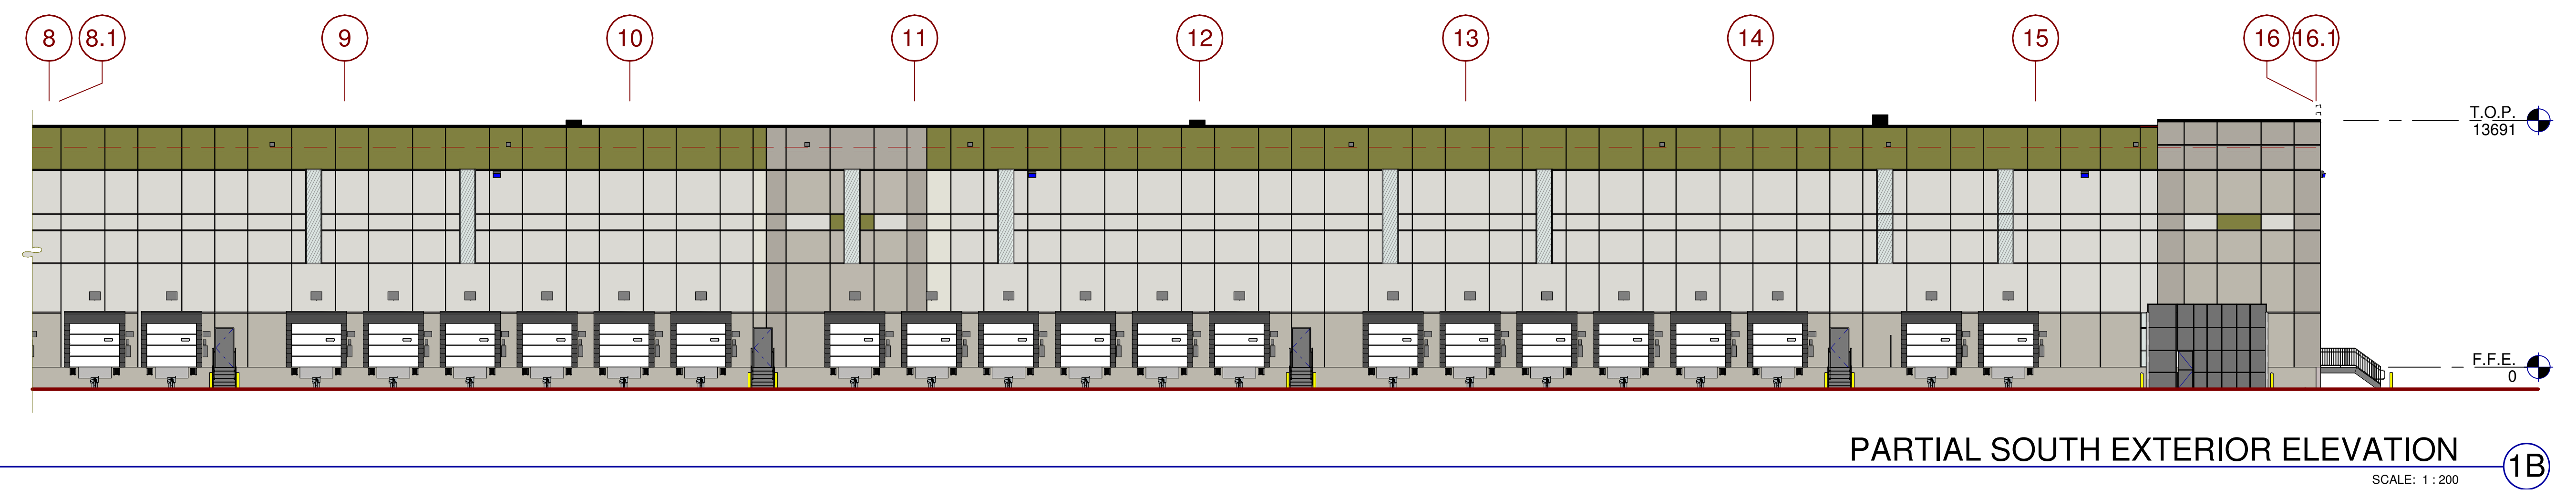 8 8.1 9 10 11 12 13 14 15 16 16.1
T.O.P.
13691
F.F.E.
0
PARTIAL SOUTH EXTERIOR ELEVATION
1B
SCALE: 1 : 200